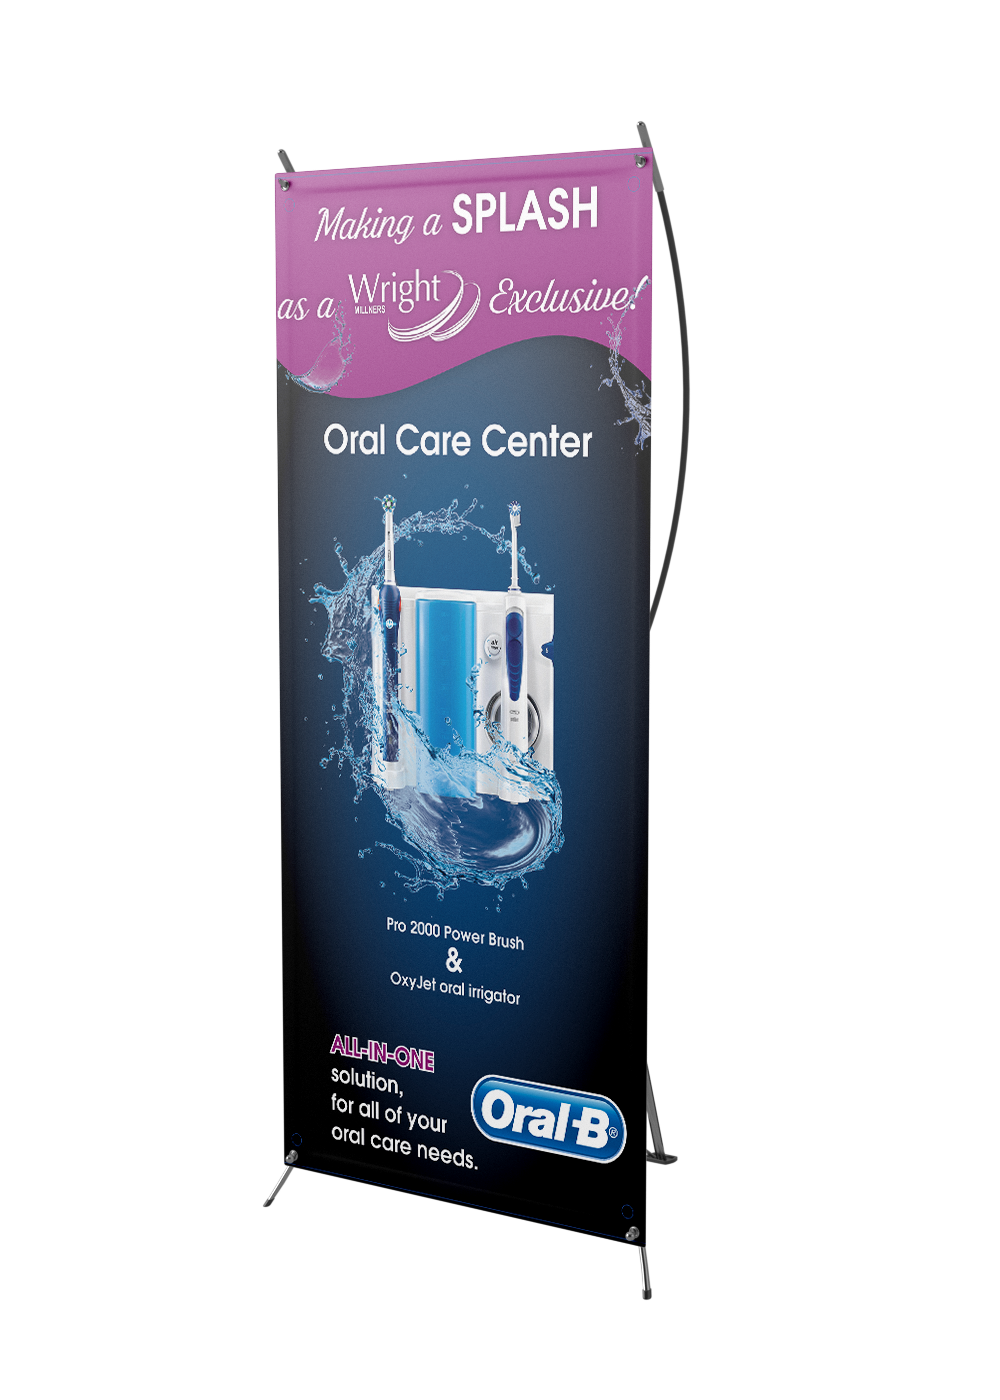 Making a SPLASH
as a Wright MILLNERS Exclusive!
Oral Care Center
air
Pro 2000 Power Brush
&
OxyJet oral irrigator
ALL-IN-ONE
solution,
for all of your
oral care needs.
Oral-B®